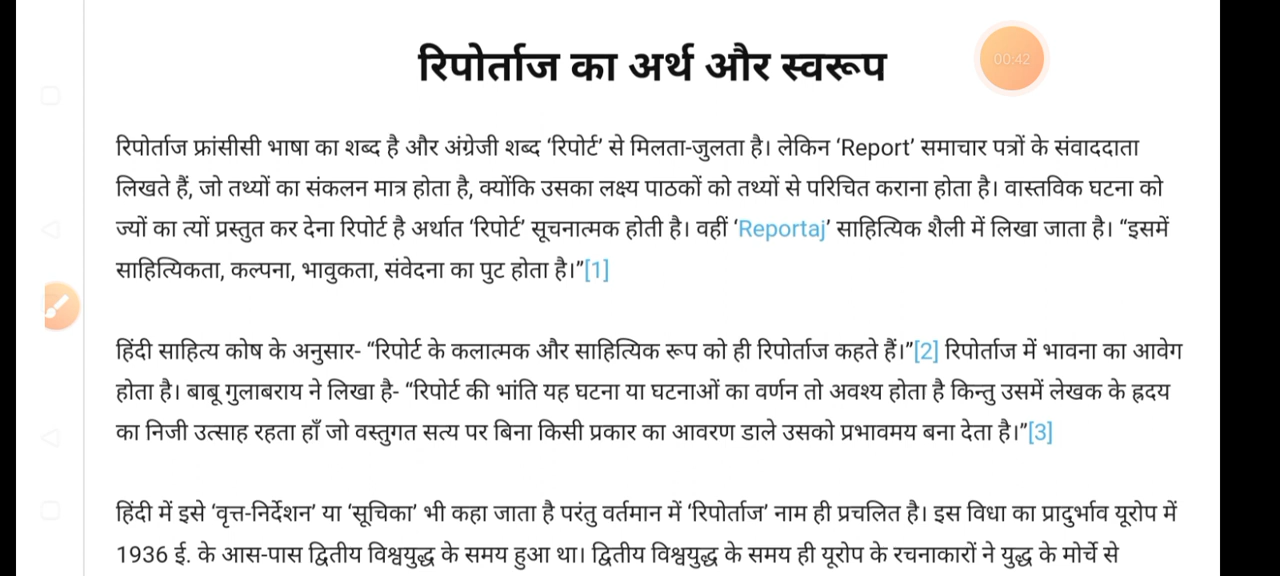 रिपोर्ताज का अर्थ और स्वरूप
00:42
रिपोर्ताज फ्रांसीसी भाषा का शब्द है और अंग्रेजी शब्द ‘रिपोर्ट’ से मिलता-जुलता है। लेकिन ‘Report’ समाचार पत्रों के संवाददाता
लिखते हैं, जो तथ्यों का संकलन मात्र होता है, क्योंकि उसका लक्ष्य पाठकों को तथ्यों से परिचित कराना होता है। वास्तविक घटना को
ज्यों का त्यों प्रस्तुत कर देना रिपोर्ट है अर्थात ‘रिपोर्ट’ सूचनात्मक होती है। वहीं ‘Reportaj’ साहित्यिक शैली में लिखा जाता है। “इसमें
साहित्यिकता, कल्पना, भावुकता, संवेदना का पुट होता है।”[1]
हिंदी साहित्य कोष के अनुसार- “रिपोर्ट के कलात्मक और साहित्यिक रूप को ही रिपोर्ताज कहते हैं।”[2] रिपोर्ताज में भावना का आवेग
होता है। बाबू गुलाबराय ने लिखा है- “रिपोर्ट की भांति यह घटना या घटनाओं का वर्णन तो अवश्य होता है किन्तु उसमें लेखक के ह्रदय
का निजी उत्साह रहता हाँ जो वस्तुगत सत्य पर बिना किसी प्रकार का आवरण डाले उसको प्रभावमय बना देता है।”[3]
हिंदी में इसे ‘वृत्त-निर्देशन’ या ‘सूचिका’ भी कहा जाता है परंतु वर्तमान में ‘रिपोर्ताज’ नाम ही प्रचलित है। इस विधा का प्रादुर्भाव यूरोप में
1936 ई. के आस-पास द्वितीय विश्वयुद्ध के समय हुआ था। द्वितीय विश्वयुद्ध के समय ही यूरोप के रचनाकारों ने युद्ध के मोर्चे से